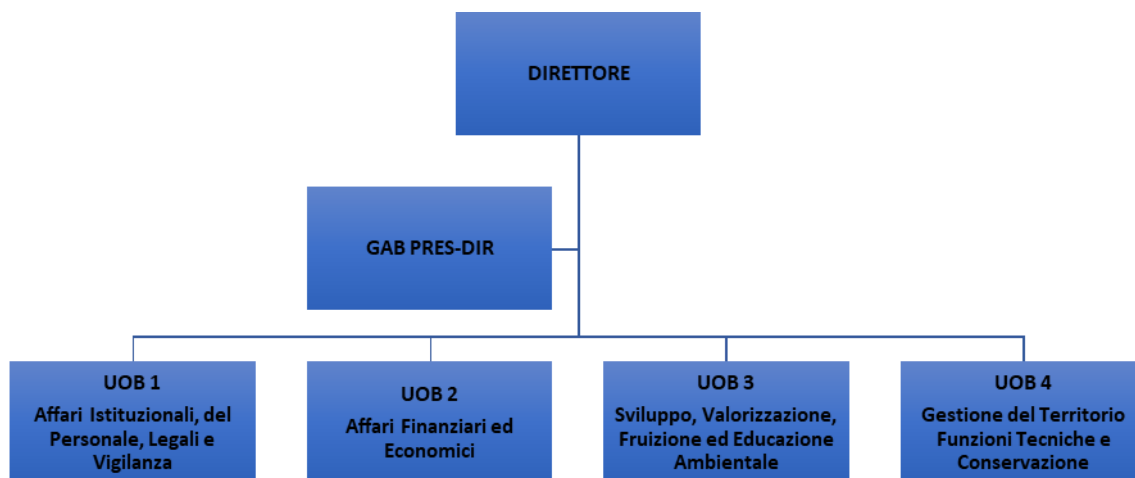 DIRETTORE
GAB PRES-DIR
UOB 1
Affari Istituzionali, del
Personale, Legali e
Vigilanza
UOB 2
Affari Finanziari ed
Economici
UOB 3
Sviluppo, Valorizzazione,
Fruizione ed Educazione
Ambientale
UOB 4
Gestione del Territorio
Funzioni Tecniche e
Conservazione